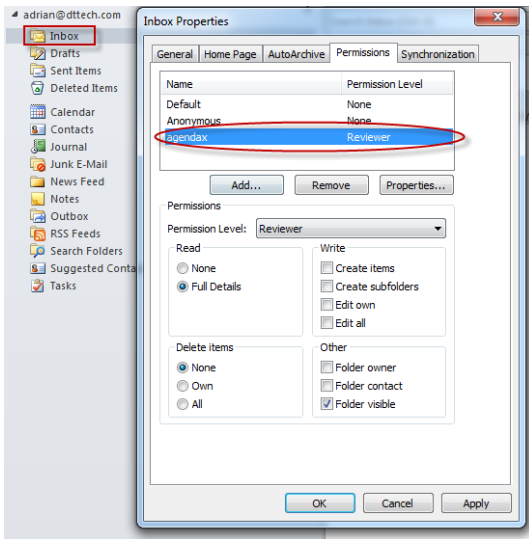 adrian@dttech.com
Inbox
Drafts
Sent Items
Deleted Items
Calendar
Contacts
Journal
Junk E-Mail
News Feed
Notes
Outbox
RSS Feeds
Search Folders
Suggested Conta
Tasks
Inbox Properties
General Home Page AutoArchive Permissions Synchronization
Name Permission Level
Default None
Anonymous None
agendax Reviewer
Add... Remove Properties...
Permissions
Permission Level: Reviewer
Read
None
Full Details
Write
Create items
Create subfolders
Edit own
Edit all
Delete items
None
Own
All
Other
Folder owner
Folder contact
Folder visible
OK Cancel Apply